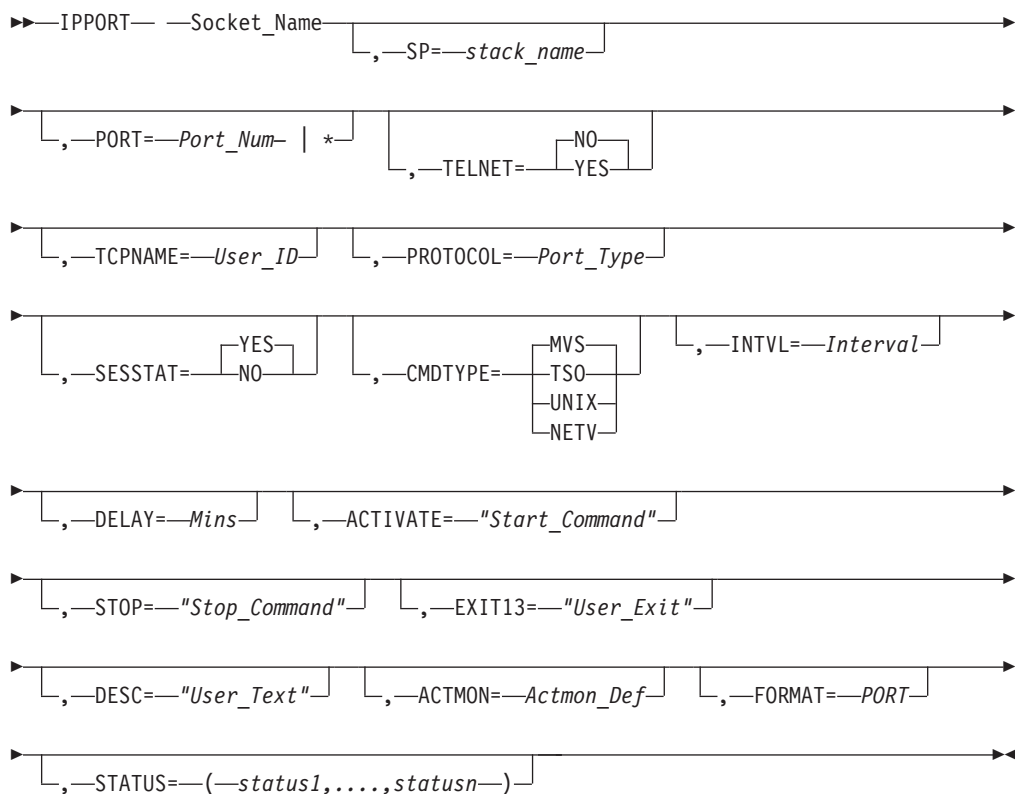 IPPORT Socket_Name
, SP= stack_name
, PORT= Port_Num | *
NO
, TELNET= YES
, TCPNAME= User_ID , PROTOCOL= Port_Type
YES MVS , INTVL= Interval
, SESSTAT= NO , CMDTYPE= TSO
UNIX
NETV
, DELAY= Mins , ACTIVATE= "Start_Command"
, STOP= "Stop_Command" , EXIT13= "User_Exit"
, DESC= "User_Text" , ACTMON= Actmon_Def , FORMAT= PORT
, STATUS= ( status1,....,statusn )